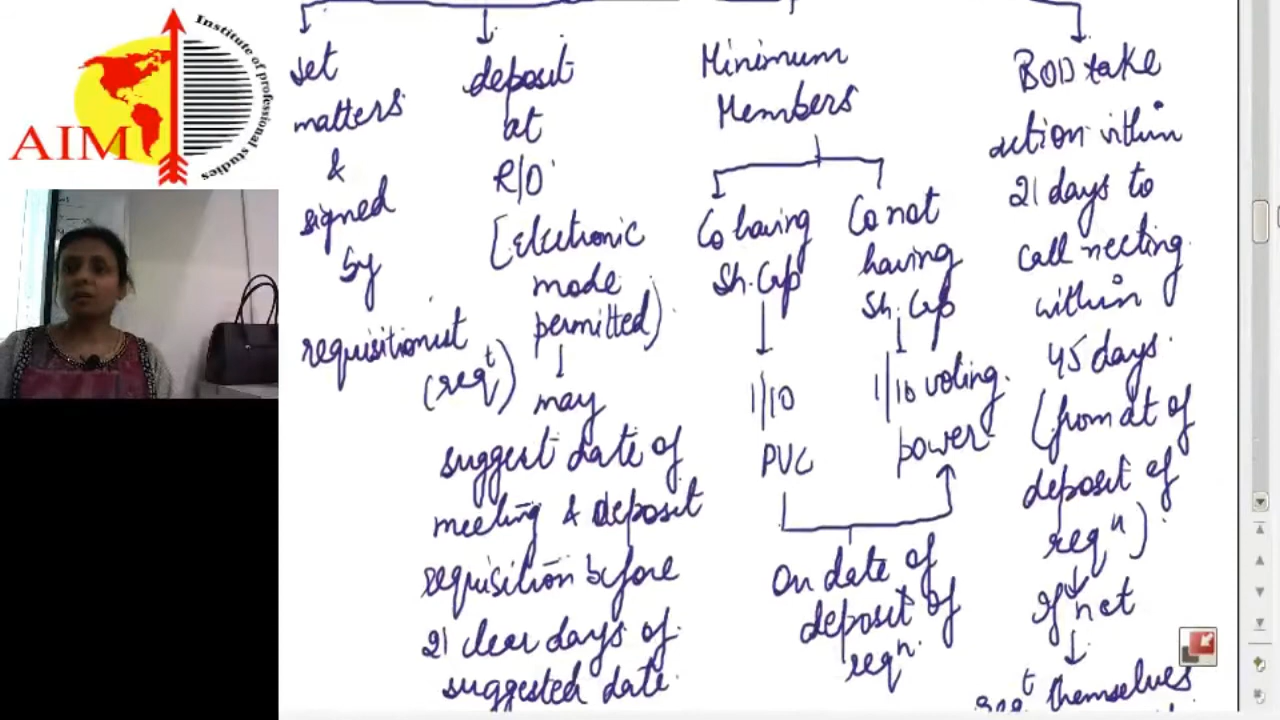 AIM
Institute of professional studies
set
matters
&
signed
by
requisitionist
(reqt)
deposit
at
R/O
[electronic
mode
permitted)
may
suggest date of
meeting & deposit
requisition before
21 clear days of
suggested date.
Minimum
Members
Co having
Sh. Cap
1/10
PVC
Co not
having
Sh. Cap
1/10 voting
power
On date of
deposit of
reqn.
BOD take
action within
21 days to
call meeting
within
45 days.
(from dt of
deposit of
reqn)
If not
themselves